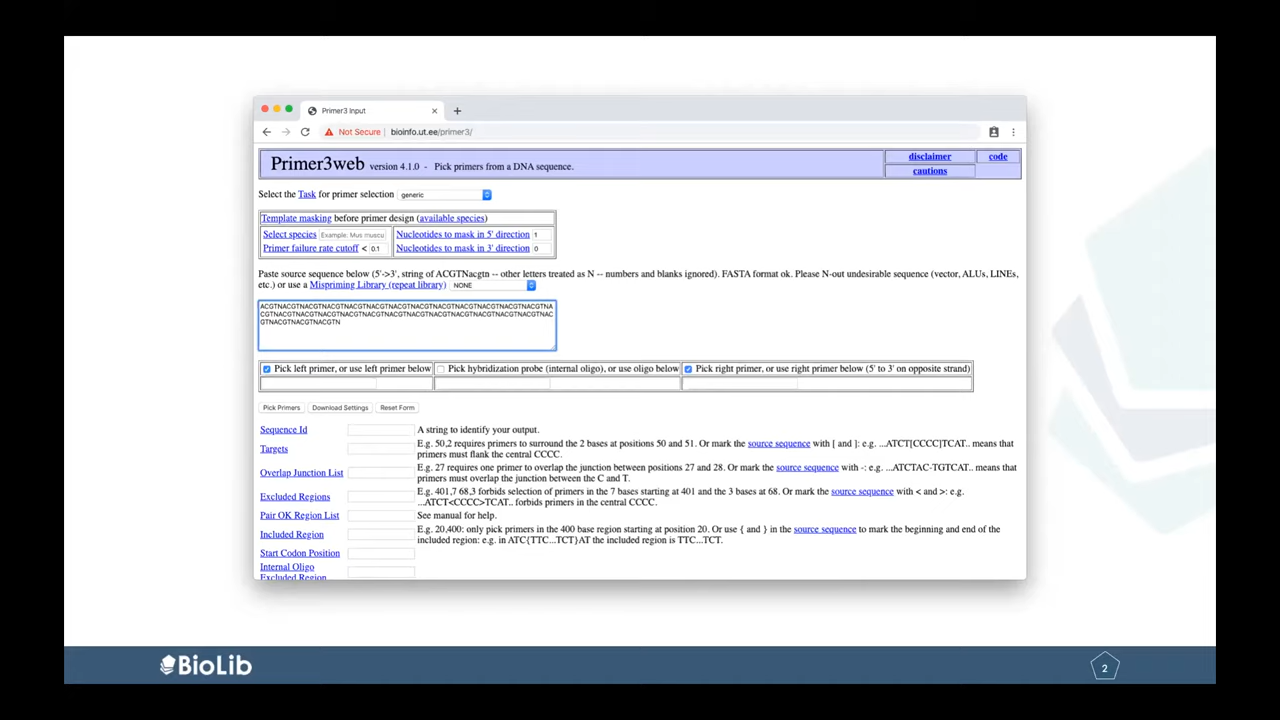 Primer3 Input
Not Secure
bioinfo.ut.ee/primer3/
Primer3web version 4.1.0 - Pick primers from a DNA sequence.
disclaimer
code
cautions
Select the Task for primer selection generic
Template masking before primer design (available species)
Select species Example: Mus muscu Nucleotides to mask in 5' direction 1
Primer failure rate cutoff < 0.1 Nucleotides to mask in 3' direction 0
Paste source sequence below (5'->3', string of ACGTNacgtn -- other letters treated as N -- numbers and blanks ignored). FASTA format ok. Please N-out undesirable sequence (vector, ALUs, LINEs,
etc.) or use a Mispriming Library (repeat library) NONE
ACGTNACGTNACGTNACGTNACGTNACGTNACGTNACGTNACGTNACGTNACGTNACGTNA
CGTNACGTNACGTNACGTNACGTNACGTNACGTNACGTNACGTNACGTNACGTNACGTNAC
GTNACGTNACGTNACGTN
Pick left primer, or use left primer below
Pick hybridization probe (internal oligo), or use oligo below
Pick right primer, or use right primer below (5' to 3' on opposite strand)
Pick Primers
Download Settings
Reset Form
Sequence Id A string to identify your output.
Targets E.g. 50,2 requires primers to surround the 2 bases at positions 50 and 51. Or mark the source sequence with [ and ]: e.g. ...ATCT[CCCC]TCAT.. means that
primers must flank the central CCCC.
Overlap Junction List E.g. 27 requires one primer to overlap the junction between positions 27 and 28. Or mark the source sequence with -: e.g. ...ATCTAC-TGTCAT.. means that
primers must overlap the junction between the C and T.
Excluded Regions E.g. 401,7 68,3 forbids selection of primers in the 7 bases starting at 401 and the 3 bases at 68. Or mark the source sequence with < and >: e.g.
...ATCT<CCCC>TCAT.. forbids primers in the central CCCC.
Pair OK Region List See manual for help.
Included Region E.g. 20,400: only pick primers in the 400 base region starting at position 20. Or use { and } in the source sequence to mark the beginning and end of the
included region: e.g. in ATC{TTC...TCT}AT the included region is TTC...TCT.
Start Codon Position
Internal Oligo
Excluded Region
BioLib
2